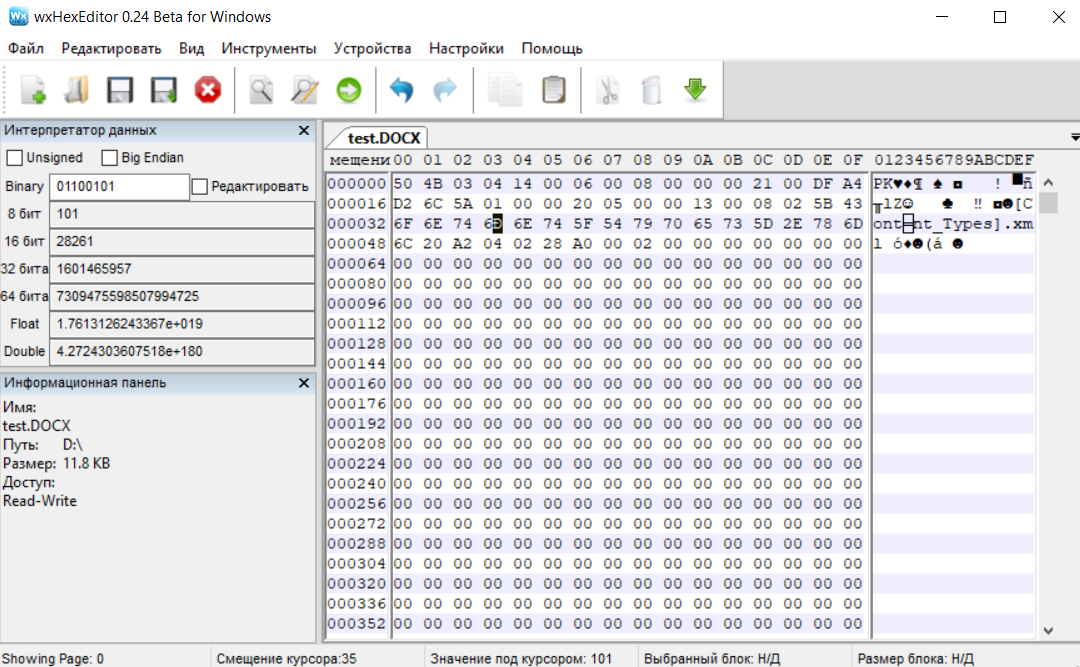 wxHexEditor 0.24 Beta for Windows
Файл Редактировать Вид Инструменты Устройства Настройки Помощь
Интерпретатор данных
Unsigned Big Endian
Binary 01100101 Редактировать
8 бит 101
16 бит 28261
32 бита 1601465957
64 бита 7309475598507994725
Float 1.7613126243367e+019
Double 4.2724303607518e+180
Информационная панель
Имя:
test.DOCX
Путь: D:\
Размер: 11.8 KB
Доступ:
Read-Write
test.DOCX
мещени 00 01 02 03 04 05 06 07 08 09 0A 0B 0C 0D 0E 0F 0123456789ABCDEF
000000 50 4B 03 04 14 00 06 00 08 00 00 00 21 00 DF A4 PK♥♦¶ ♠ ◘ ! ▀ñ
000016 D2 6C 5A 01 00 00 20 05 00 00 13 00 08 02 5B 43 ╥lZ☺ ♣ ‼ ◘☻[C
000032 6F 6E 74 65 6E 74 5F 54 79 70 65 73 5D 2E 78 6D ontent_Types].xm
000048 6C 20 A2 04 02 28 A0 00 02 00 00 00 00 00 00 00 l ó♦☻(á ☻
000064 00 00 00 00 00 00 00 00 00 00 00 00 00 00 00 00
000080 00 00 00 00 00 00 00 00 00 00 00 00 00 00 00 00
000096 00 00 00 00 00 00 00 00 00 00 00 00 00 00 00 00
000112 00 00 00 00 00 00 00 00 00 00 00 00 00 00 00 00
000128 00 00 00 00 00 00 00 00 00 00 00 00 00 00 00 00
000144 00 00 00 00 00 00 00 00 00 00 00 00 00 00 00 00
000160 00 00 00 00 00 00 00 00 00 00 00 00 00 00 00 00
000176 00 00 00 00 00 00 00 00 00 00 00 00 00 00 00 00
000192 00 00 00 00 00 00 00 00 00 00 00 00 00 00 00 00
000208 00 00 00 00 00 00 00 00 00 00 00 00 00 00 00 00
000224 00 00 00 00 00 00 00 00 00 00 00 00 00 00 00 00
000240 00 00 00 00 00 00 00 00 00 00 00 00 00 00 00 00
000256 00 00 00 00 00 00 00 00 00 00 00 00 00 00 00 00
000272 00 00 00 00 00 00 00 00 00 00 00 00 00 00 00 00
000288 00 00 00 00 00 00 00 00 00 00 00 00 00 00 00 00
000304 00 00 00 00 00 00 00 00 00 00 00 00 00 00 00 00
000320 00 00 00 00 00 00 00 00 00 00 00 00 00 00 00 00
000336 00 00 00 00 00 00 00 00 00 00 00 00 00 00 00 00
000352 00 00 00 00 00 00 00 00 00 00 00 00 00 00 00 00
Showing Page: 0 Смещение курсора:35 Значение под курсором: 101 Выбранный блок: Н/Д Размер блока: Н/Д